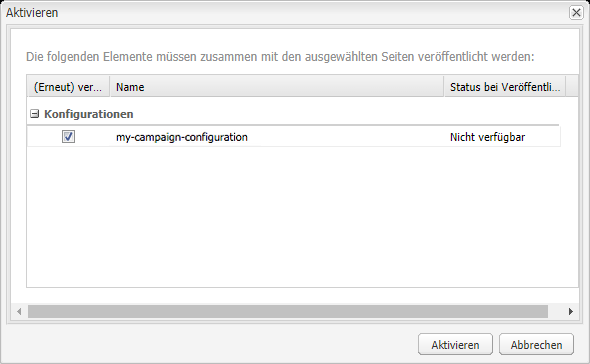 Aktivieren
Die folgenden Elemente müssen zusammen mit den ausgewählten Seiten veröffentlicht werden:
(Erneut) ver... Name Status bei Veröffentli...
Konfigurationen
my-campaign-configuration Nicht verfügbar
Aktivieren Abbrechen